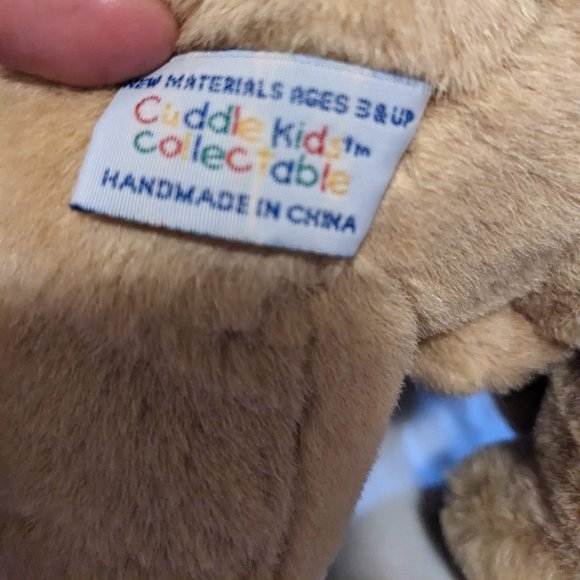 NEW MATERIALS AGES 3 & UP
Cuddle Kids™
Collectable
HANDMADE IN CHINA